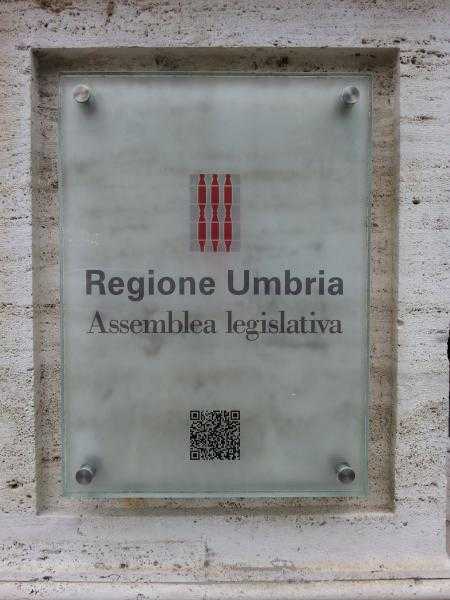 Regione Umbria
Assemblea legislativa